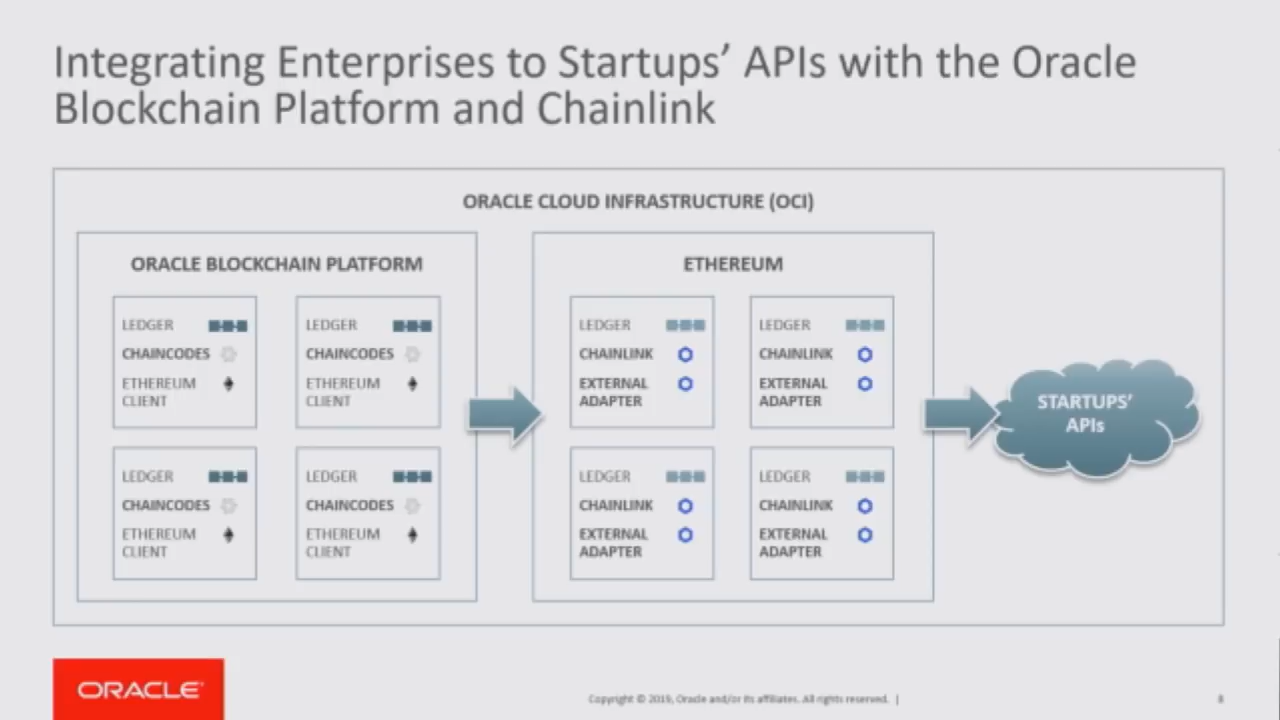 Integrating Enterprises to Startups’ APIs with the Oracle
Blockchain Platform and Chainlink
ORACLE CLOUD INFRASTRUCTURE (OCI)
ORACLE BLOCKCHAIN PLATFORM
LEDGER
CHAINCODES
ETHEREUM
CLIENT
LEDGER
CHAINCODES
ETHEREUM
CLIENT
LEDGER
CHAINCODES
ETHEREUM
CLIENT
LEDGER
CHAINCODES
ETHEREUM
CLIENT
ETHEREUM
LEDGER
CHAINLINK
EXTERNAL
ADAPTER
LEDGER
CHAINLINK
EXTERNAL
ADAPTER
LEDGER
CHAINLINK
EXTERNAL
ADAPTER
LEDGER
CHAINLINK
EXTERNAL
ADAPTER
STARTUPS’
APIs
ORACLE
Copyright © 2019, Oracle and/or its affiliates. All rights reserved. |
8